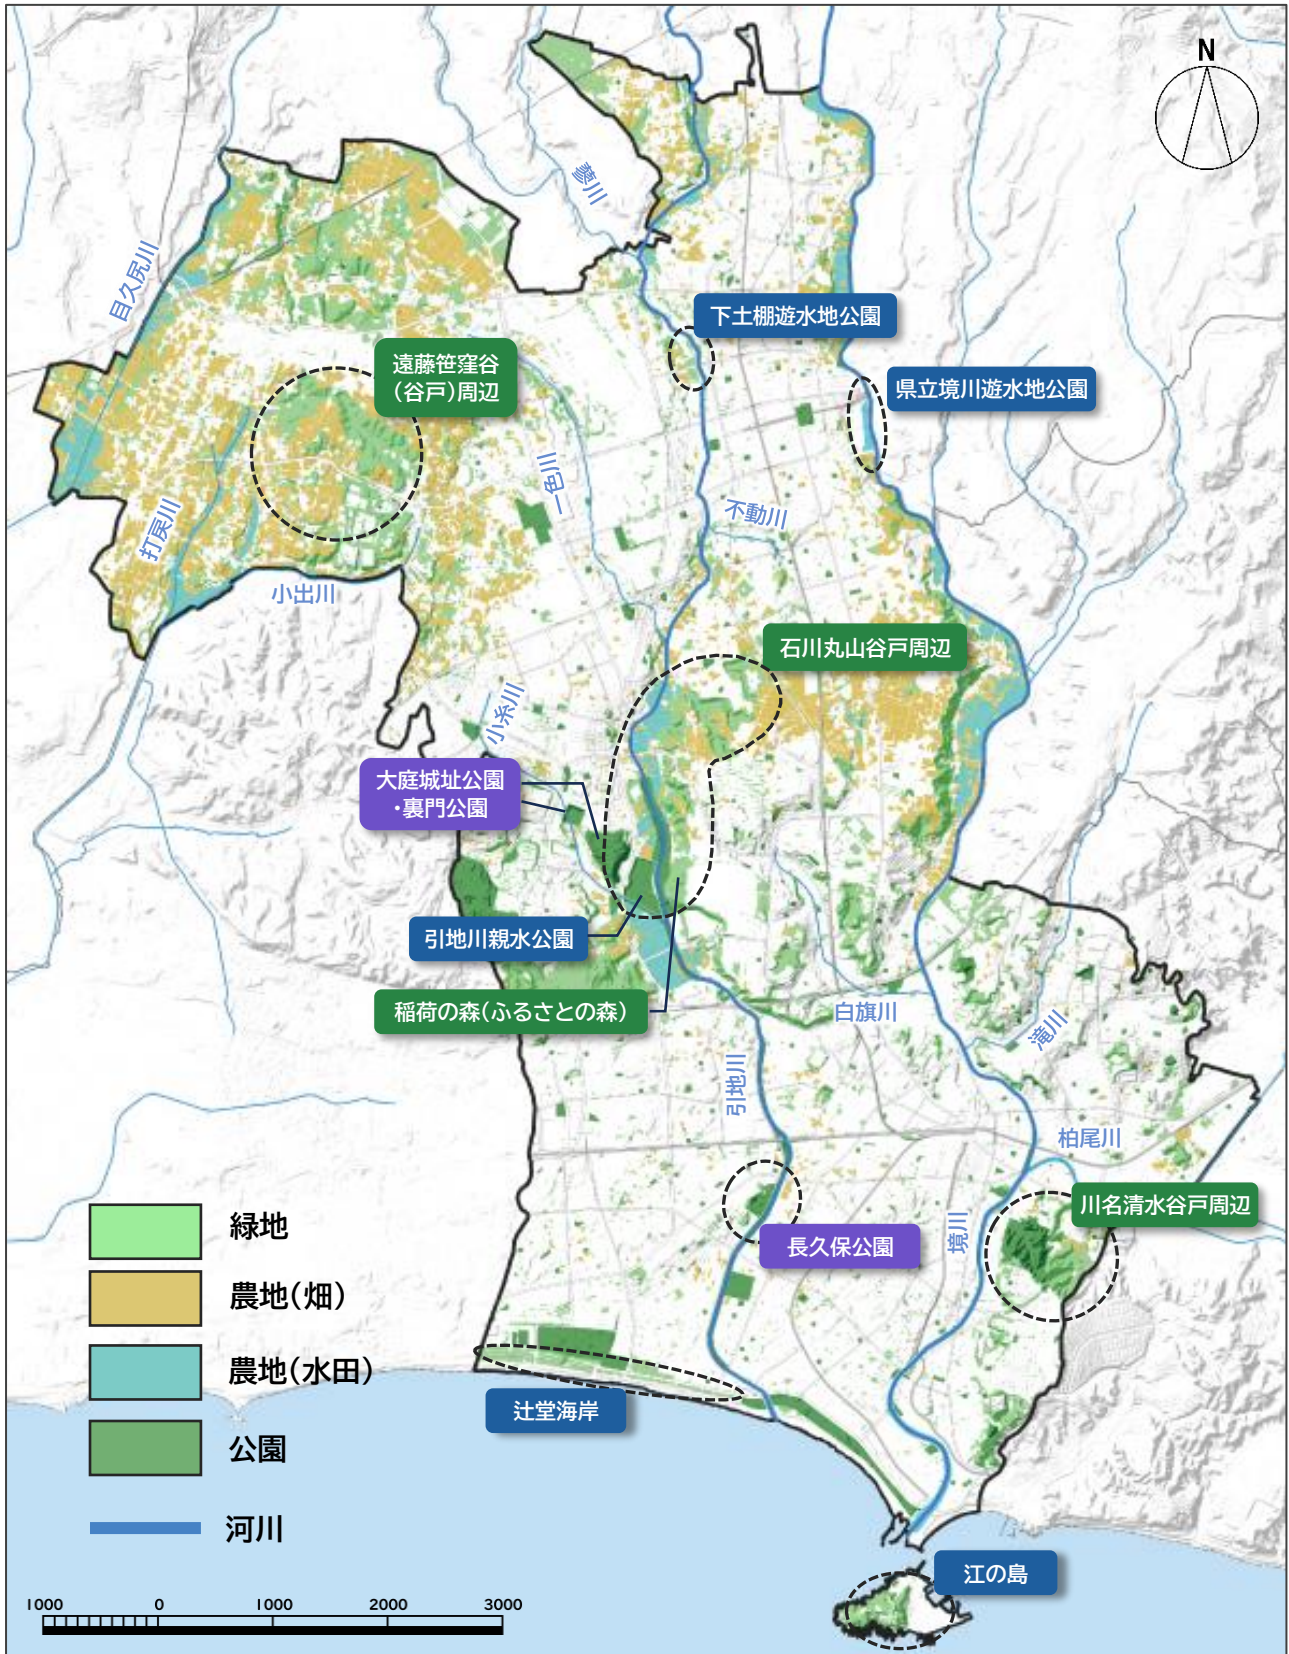 N
蓼川
目久尻川
下土棚遊水地公園
遠藤笹窪谷
(谷戸)周辺
県立境川遊水地公園
一色川
不動川
打戻川
小出川
石川丸山谷戸周辺
小糸川
大庭城址公園
・裏門公園
引地川親水公園
稲荷の森(ふるさとの森)
白旗川
滝川
引地川
柏尾川
川名清水谷戸周辺
境川
長久保公園
緑地
農地(畑)
農地(水田)
公園
河川
辻堂海岸
江の島
1000 0 1000 2000 3000